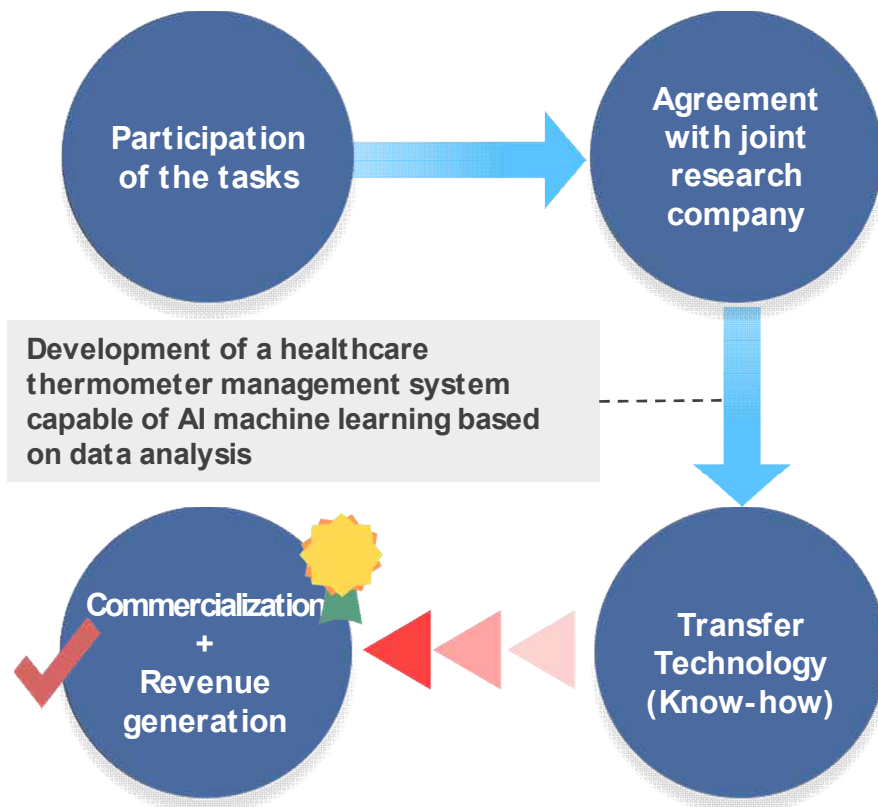 Participation
of the tasks
Agreement
with joint
research
company
Development of a healthcare
thermometer management system
capable of AI machine learning based
on data analysis
Commercialization
+
Revenue
generation
Transfer
Technology
(Know-how)